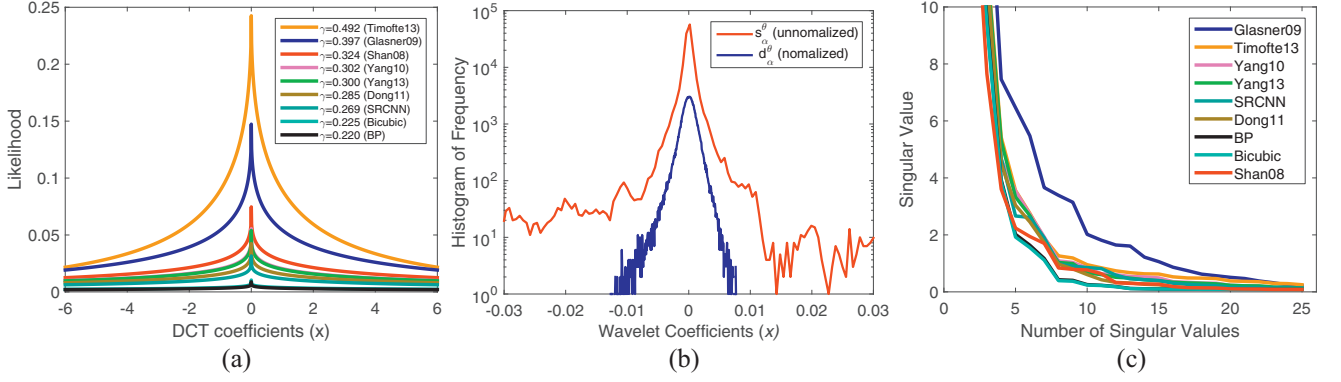 0.25
0.2
0.15
0.1
0.05
0
Likelihood
γ=0.492 (Timofte13)
γ=0.397 (Glasner09)
γ=0.324 (Shan08)
γ=0.302 (Yang10)
γ=0.300 (Yang13)
γ=0.285 (Dong11)
γ=0.269 (SRCNN)
γ=0.225 (Bicubic)
γ=0.220 (BP)
-6 -4 -2 0 2 4 6
DCT coefficients (x)
(a)
10^5
10^4
10^3
10^2
10^1
10^0
Histogram of Frequency
s_α^θ (unnomalized)
d_α^θ (nomalized)
-0.03 -0.02 -0.01 0 0.01 0.02 0.03
Wavelet Coefficients (x)
(b)
10
8
6
4
2
0
Singular Value
Glasner09
Timofte13
Yang10
Yang13
SRCNN
Dong11
BP
Bicubic
Shan08
0 5 10 15 20 25
Number of Singular Valules
(c)